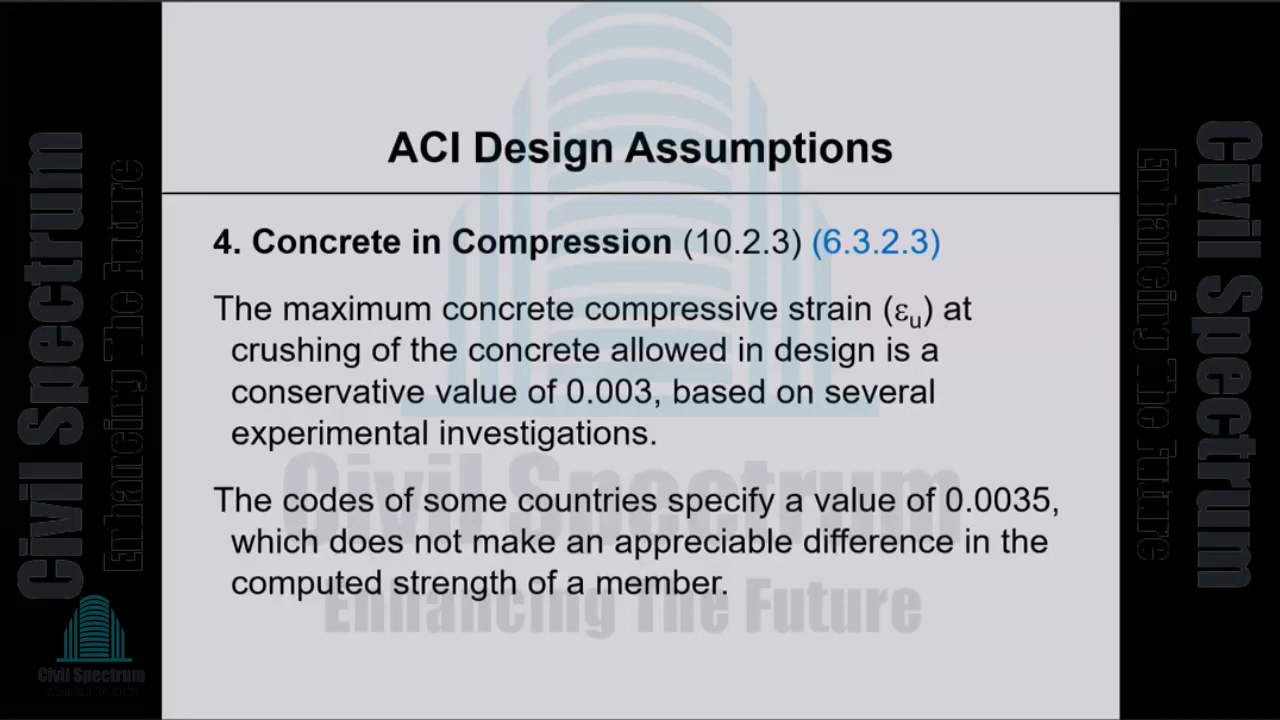 ACI Design Assumptions
4. Concrete in Compression (10.2.3) (6.3.2.3)
The maximum concrete compressive strain (εu) at
crushing of the concrete allowed in design is a
conservative value of 0.003, based on several
experimental investigations.
The codes of some countries specify a value of 0.0035,
which does not make an appreciable difference in the
computed strength of a member.
Civil Spectrum
Enhancing The Future
Civil Spectrum
Enhancing The Future
Civil Spectrum
Enhancing The Future
Civil Spectrum